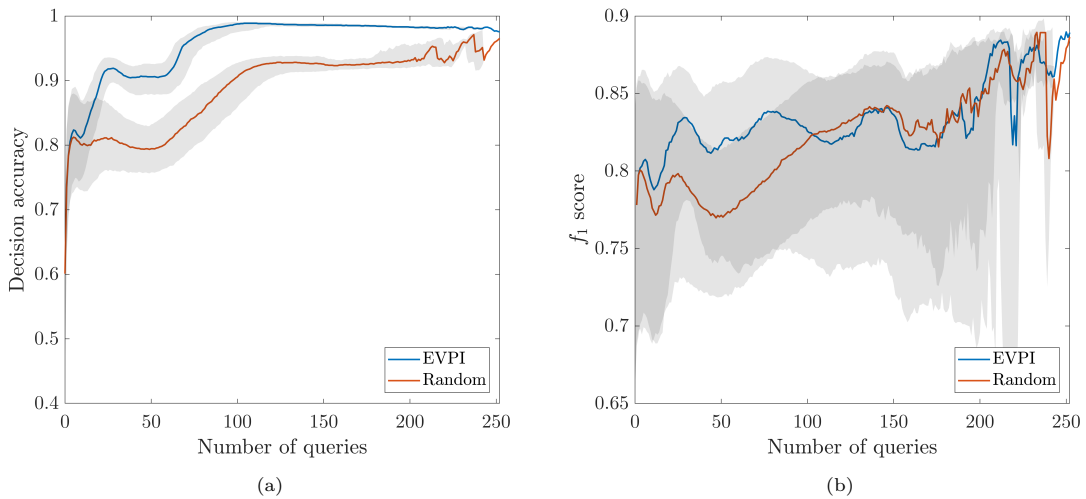 1
0.9
0.8
0.7
0.6
0.5
0.4
Decision accuracy
0 50 100 150 200 250
Number of queries
EVPI
Random
(a)
0.9
0.85
0.8
0.75
0.7
0.65
f1 score
0 50 100 150 200 250
Number of queries
EVPI
Random
(b)